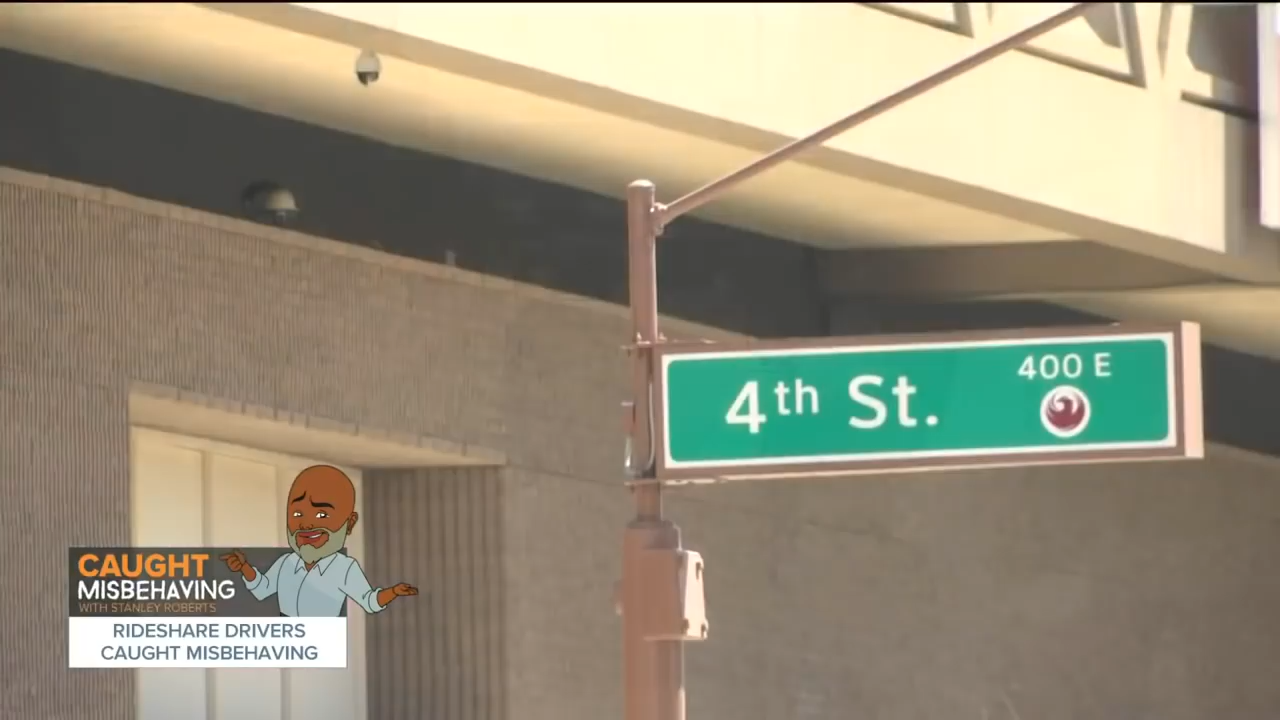 400 E
4th St.
CAUGHT
MISBEHAVING
WITH STANLEY ROBERTS
RIDESHARE DRIVERS
CAUGHT MISBEHAVING